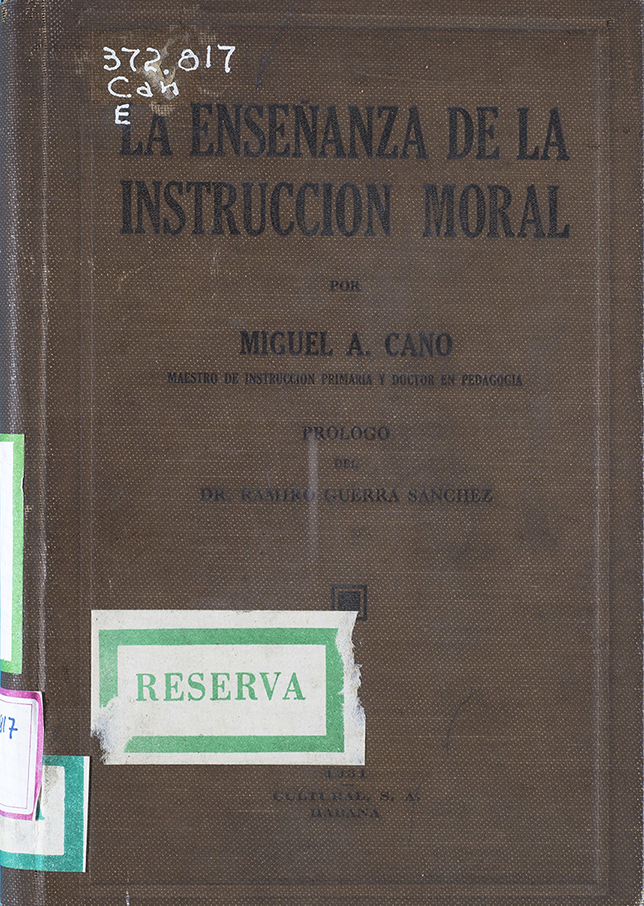 372.817
Can
E
LA ENSEÑANZA DE LA
INSTRUCCION MORAL
POR
MIGUEL A. CANO
MAESTRO DE INSTRUCCION PRIMARIA Y DOCTOR EN PEDAGOGIA
PROLOGO
DEL
DR. RAMIRO GUERRA SANCHEZ
RESERVA
817
CULTURAL, S. A.
HABANA